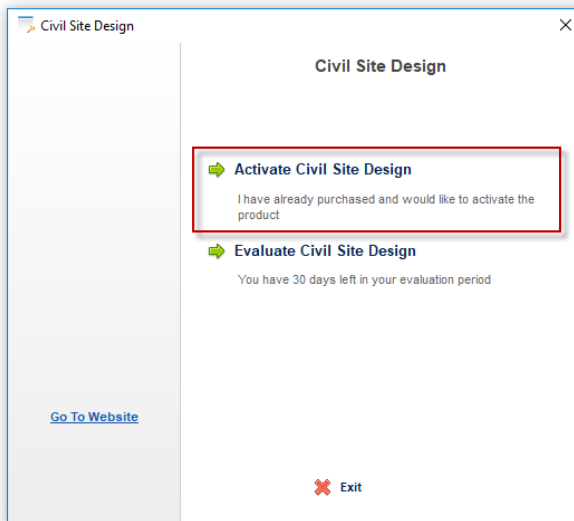 Civil Site Design
Civil Site Design
Activate Civil Site Design
I have already purchased and would like to activate the
product
Evaluate Civil Site Design
You have 30 days left in your evaluation period
Go To Website
Exit